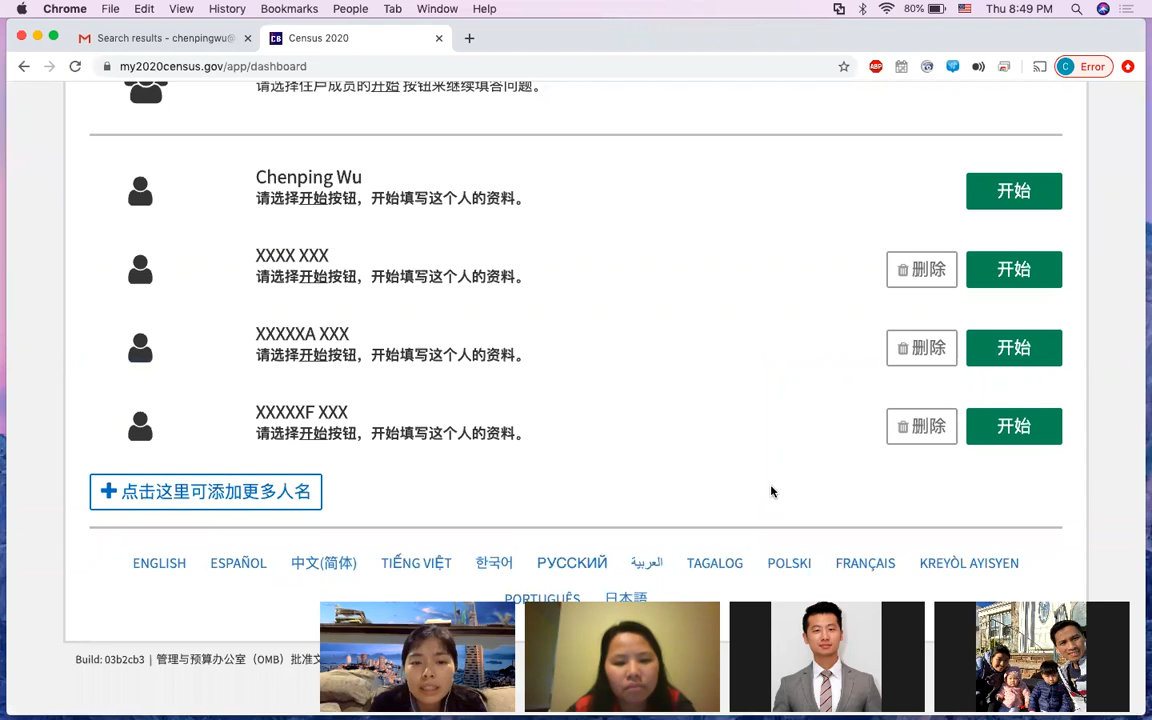 Chrome File Edit View History Bookmarks People Tab Window Help 80% Thu 8:49 PM
Search results - chenpingwu@ Census 2020
my2020census.gov/app/dashboard ABP C Error
请选择住户成员的开始 按钮来继续填答问题。
Chenping Wu
请选择开始按钮，开始填写这个人的资料。
开始
XXXX XXX
请选择开始按钮，开始填写这个人的资料。
删除 开始
XXXXXA XXX
请选择开始按钮，开始填写这个人的资料。
删除 开始
XXXXXF XXX
请选择开始按钮，开始填写这个人的资料。
删除 开始
点击这里可添加更多人名
ENGLISH ESPAÑOL 中文(简体) TIẾNG VIỆT 한국어 РУССКИЙ العربية TAGALOG POLSKI FRANÇAIS KREYÒL AYISYEN
PORTUGUÊS 日本語
Build: 03b2cb3 | 管理与预算办公室（OMB）批准文